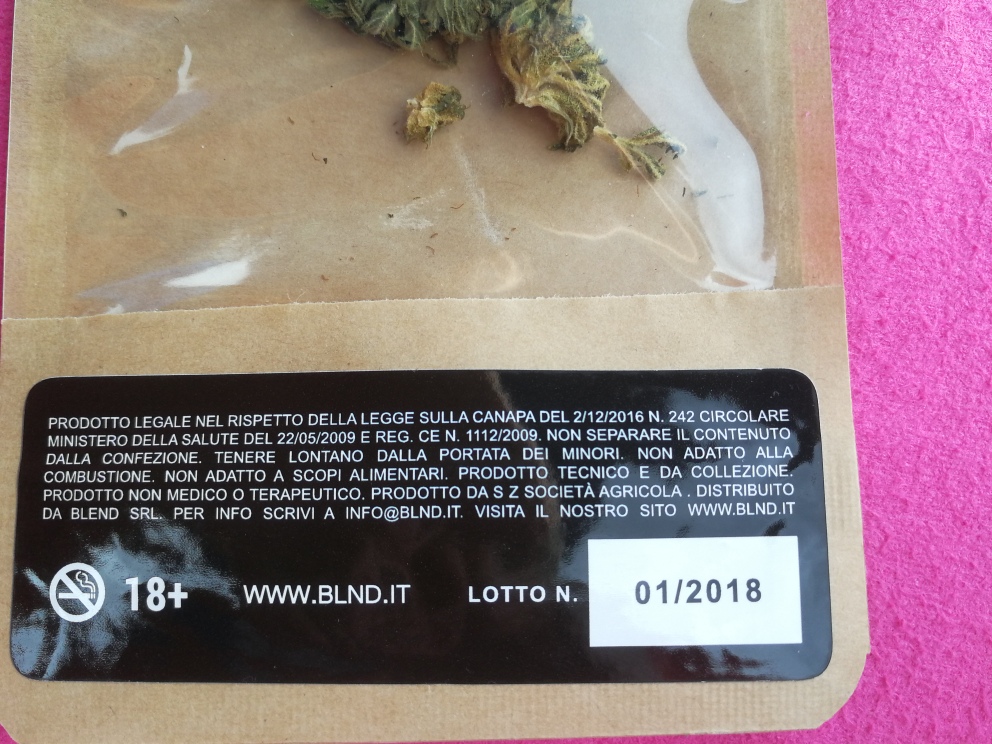 PRODOTTO LEGALE NEL RISPETTO DELLA LEGGE SULLA CANAPA DEL 2/12/2016 N. 242 CIRCOLARE
MINISTERO DELLA SALUTE DEL 22/05/2009 E REG. CE N. 1112/2009. NON SEPARARE IL CONTENUTO
DALLA CONFEZIONE. TENERE LONTANO DALLA PORTATA DEI MINORI. NON ADATTO ALLA
COMBUSTIONE. NON ADATTO A SCOPI ALIMENTARI. PRODOTTO TECNICO E DA COLLEZIONE.
PRODOTTO NON MEDICO O TERAPEUTICO. PRODOTTO DA S Z SOCIETÀ AGRICOLA . DISTRIBUITO
DA BLEND SRL. PER INFO SCRIVI A INFO@BLND.IT. VISITA IL NOSTRO SITO WWW.BLND.IT
18+ WWW.BLND.IT LOTTO N. 01/2018